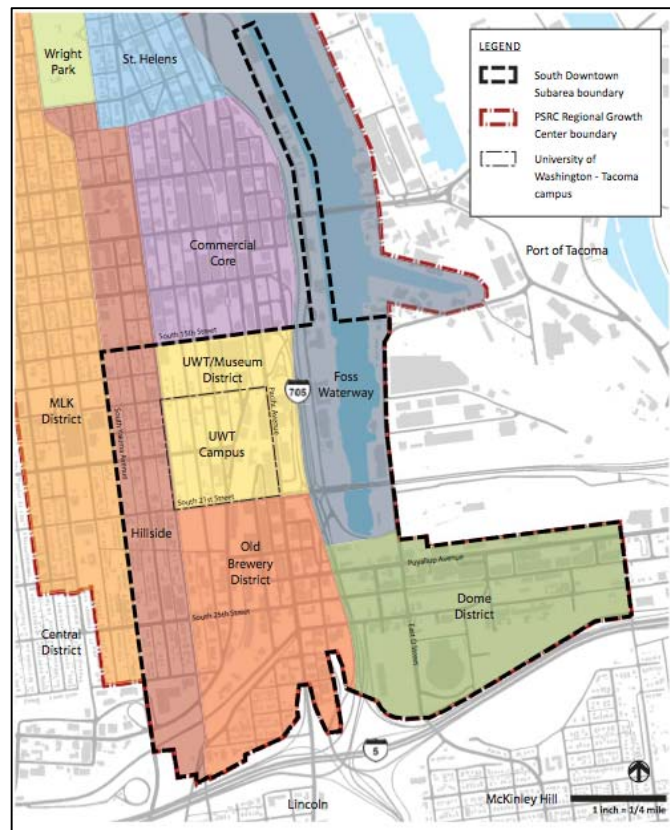 Wright
Park
St. Helens
LEGEND
South Downtown
Subarea boundary
PSRC Regional Growth
Center boundary
University of
Washington - Tacoma
campus
Commercial
Core
Port of Tacoma
South 15th Street
UWT/Museum
District
705
Foss
Waterway
MLK
District
South Yakima Avenue
Pacific Avenue
UWT
Campus
South 21st Street
Hillside
Old
Brewery
District
Puyallup Avenue
Dome
District
South 25th Street
East D Street
Central
District
5
Lincoln
McKinley Hill
1 inch = 1/4 mile